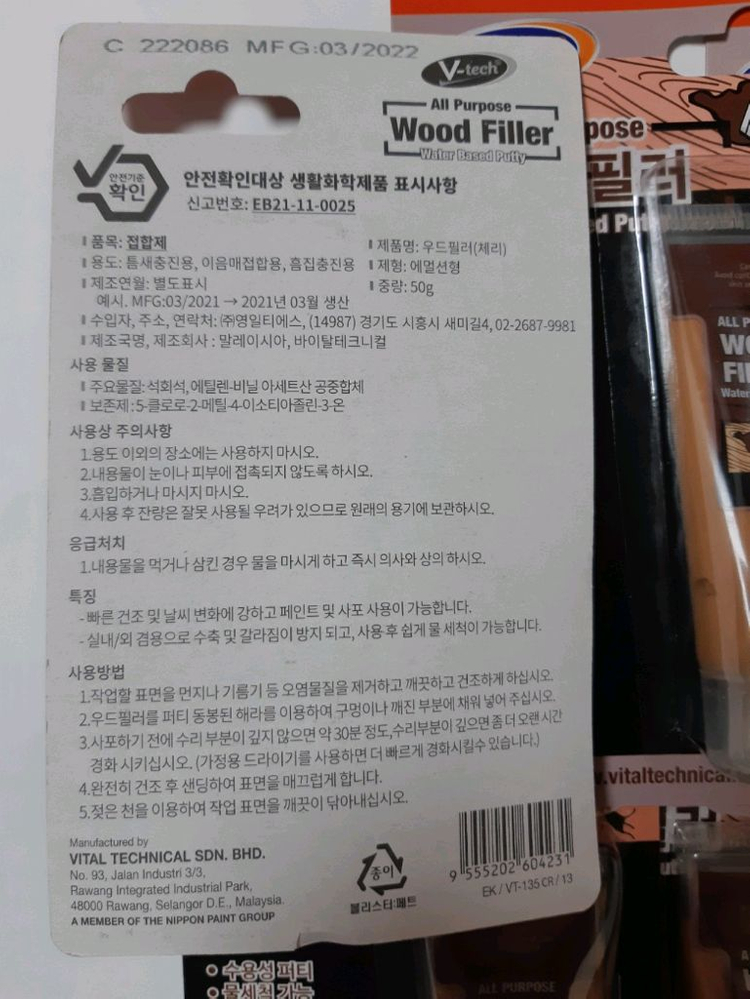 C 222086 MFG:03/2022
V-tech
All Purpose
Wood Filler
Water Based Putty
안전기준
확인
안전확인대상 생활화학제품 표시사항
신고번호: EB21-11-0025
품목: 접합제
제품명: 우드필러(체리)
용도: 틈새충진용, 이음매접합용, 흠집충진용
제형: 에멀션형
제조연월: 별도표시
중량: 50g
예시. MFG:03/2021 → 2021년 03월 생산
수입자, 주소, 연락처: ㈜영일티에스, (14987) 경기도 시흥시 새미길4, 02-2687-9981
제조국명, 제조회사 : 말레이시아, 바이탈테크니컬
사용 물질
주요물질: 석회석, 에틸렌-비닐 아세트산 공중합체
보존제 : 5-클로로-2-메틸-4-이소티아졸린-3-온
사용상 주의사항
1.용도 이외의 장소에는 사용하지 마시오.
2.내용물이 눈이나 피부에 접촉되지 않도록 하시오.
3.흡입하거나 마시지 마시오.
4.사용 후 잔량은 잘못 사용될 우려가 있으므로 원래의 용기에 보관하시오.
응급처치
1.내용물을 먹거나 삼킨 경우 물을 마시게 하고 즉시 의사와 상의 하시오.
특징
- 빠른 건조 및 날씨 변화에 강하고 페인트 및 사포 사용이 가능합니다.
- 실내/외 겸용으로 수축 및 갈라짐이 방지 되고, 사용 후 쉽게 물 세척이 가능합니다.
사용방법
1.작업할 표면을 먼지나 기름기 등 오염물질을 제거하고 깨끗하고 건조하게 하십시오.
2.우드필러를 퍼티 동봉된 해라를 이용하여 구멍이나 깨진 부분에 채워 넣어 주십시오.
3.사포하기 전에 수리 부분이 깊지 않으면 약 30분 정도,수리부분이 깊으면 좀 더 오랜 시간
경화 시키십시오. (가정용 드라이기를 사용하면 더 빠르게 경화시킬수 있습니다.)
4.완전히 건조 후 샌딩하여 표면을 매끄럽게 합니다.
5.젖은 천을 이용하여 작업 표면을 깨끗이 닦아내십시오.
Manufactured by
VITAL TECHNICAL SDN. BHD.
No. 93, Jalan Industri 3/3,
Rawang Integrated Industrial Park,
48000 Rawang, Selangor D.E., Malaysia.
A MEMBER OF THE NIPPON PAINT GROUP
종이
블리스터:페트
9 555202 604231
EK / VT-135 CR / 13
pose
필러
ed Put
ALL P
WO
FI
Water
.vitaltechnica
수용성 퍼티
물세척 가능
ALL PURPOSE